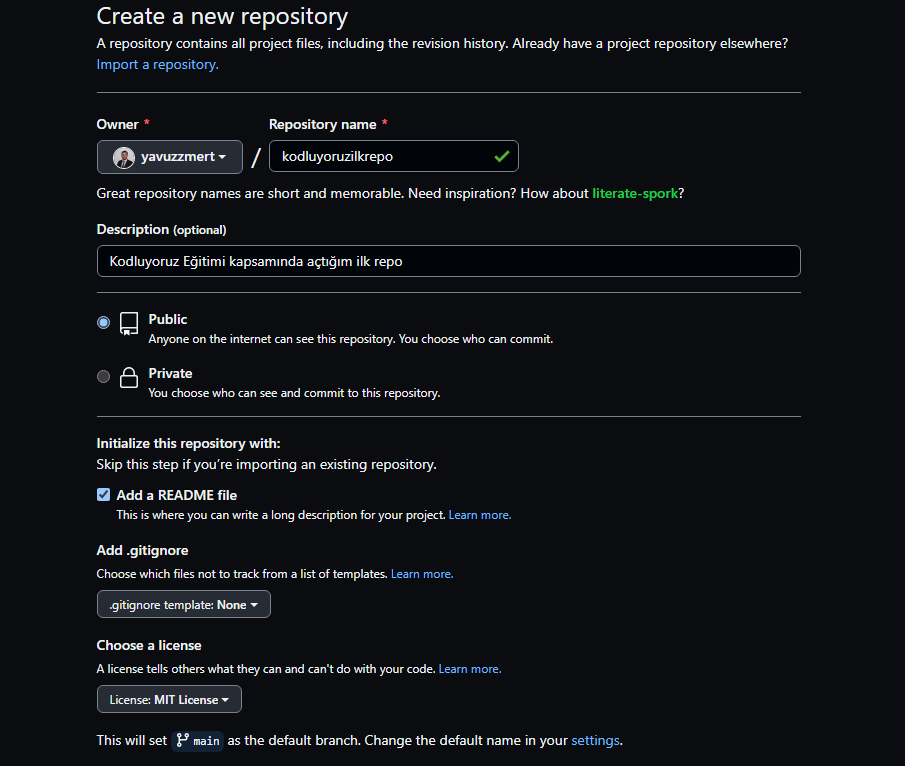 Create a new repository
A repository contains all project files, including the revision history. Already have a project repository elsewhere?
Import a repository.
Owner *
Repository name *
yavuzzmert
/
kodluyoruzilkrepo
Great repository names are short and memorable. Need inspiration? How about literate-spork?
Description (optional)
Kodluyoruz Eğitimi kapsamında açtığım ilk repo
Public
Anyone on the internet can see this repository. You choose who can commit.
Private
You choose who can see and commit to this repository.
Initialize this repository with:
Skip this step if you’re importing an existing repository.
Add a README file
This is where you can write a long description for your project. Learn more.
Add .gitignore
Choose which files not to track from a list of templates. Learn more.
.gitignore template: None
Choose a license
A license tells others what they can and can't do with your code. Learn more.
License: MIT License
This will set main as the default branch. Change the default name in your settings.